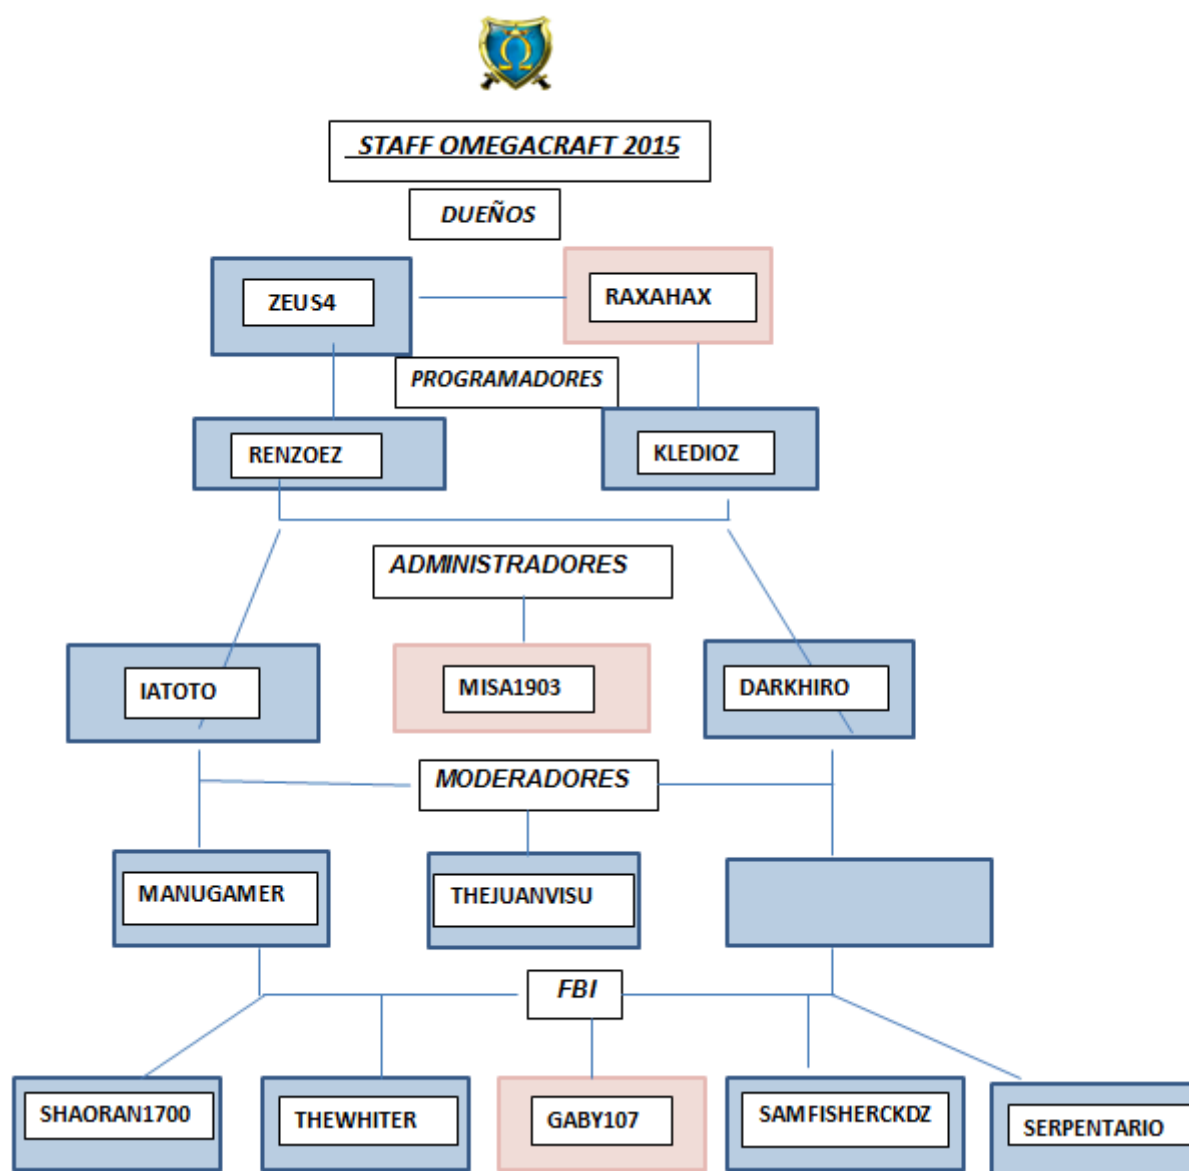 STAFF OMEGACRAFT 2015
DUEÑOS
ZEUS4
RAXAHAX
PROGRAMADORES
RENZOEZ
KLEDIOZ
ADMINISTRADORES
IATOTO
MISA1903
DARKHIRO
MODERADORES
MANUGAMER
THEJUANVISU
FBI
SHAORAN1700
THEWHITER
GABY107
SAMFISHERCKDZ
SERPENTARIO